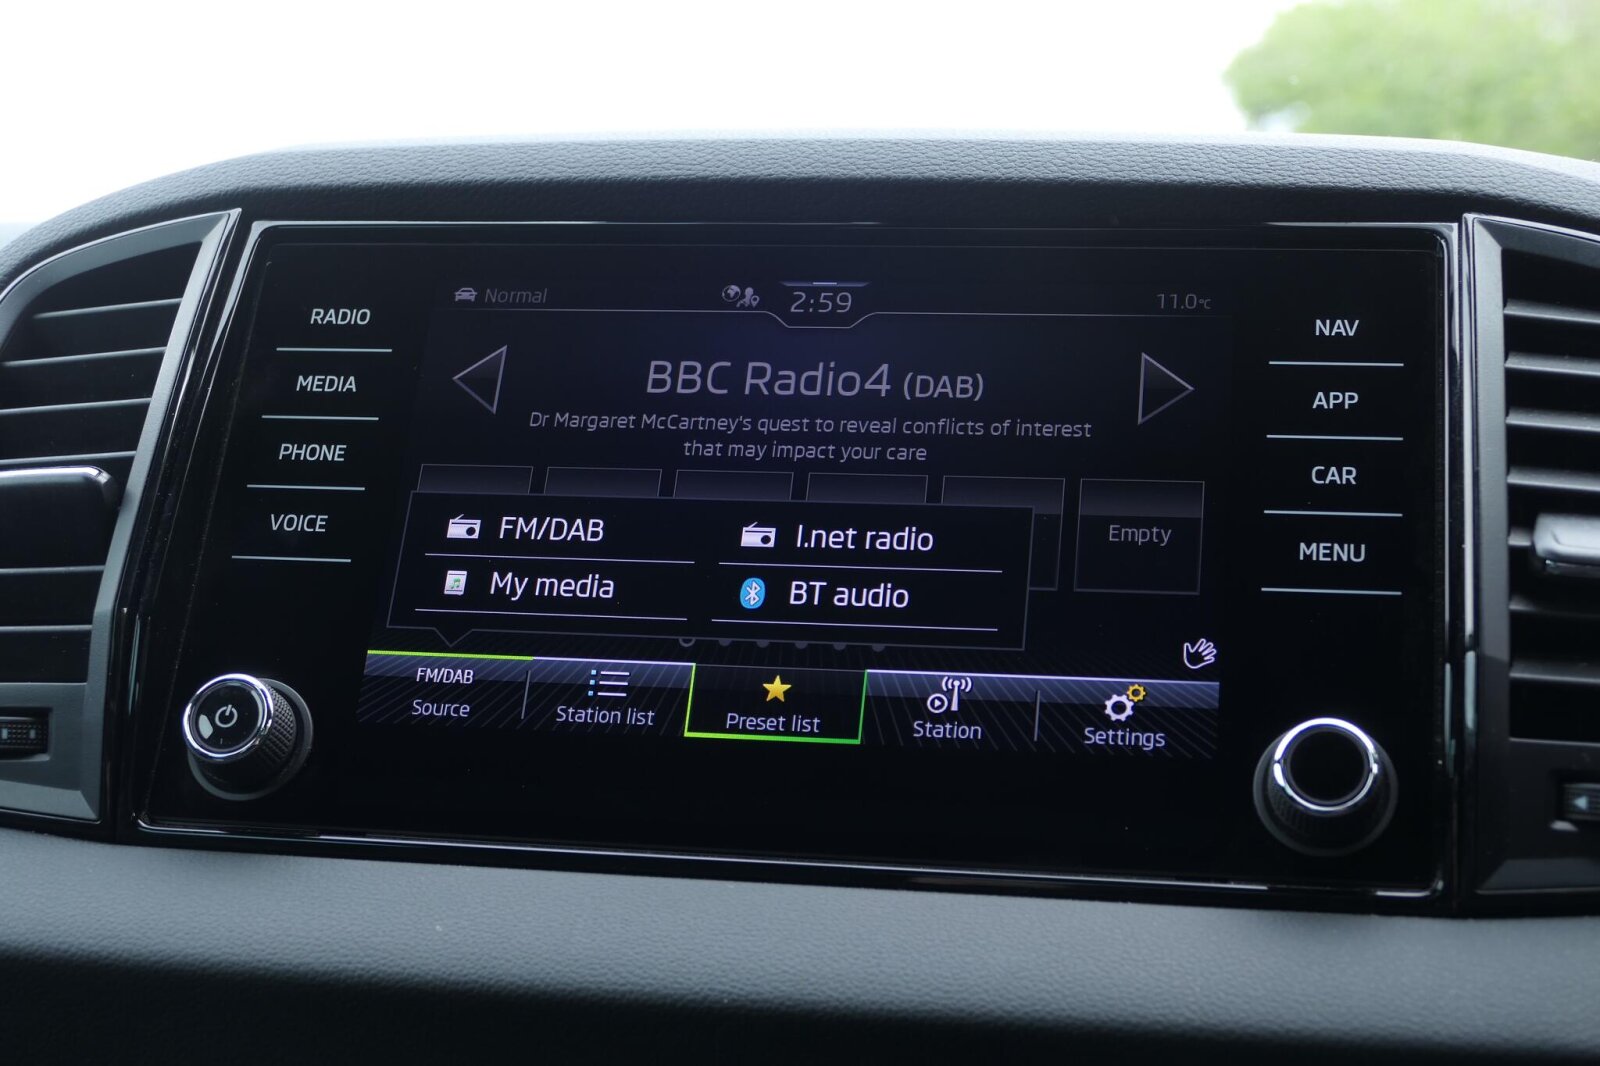 Normal
2:59
11.0°C
RADIO
MEDIA
PHONE
VOICE
BBC Radio4 (DAB)
Dr Margaret McCartney's quest to reveal conflicts of interest
that may impact your care
Empty
FM/DAB
I.net radio
My media
BT audio
FM/DAB
Source
Station list
Preset list
Station
Settings
NAV
APP
CAR
MENU